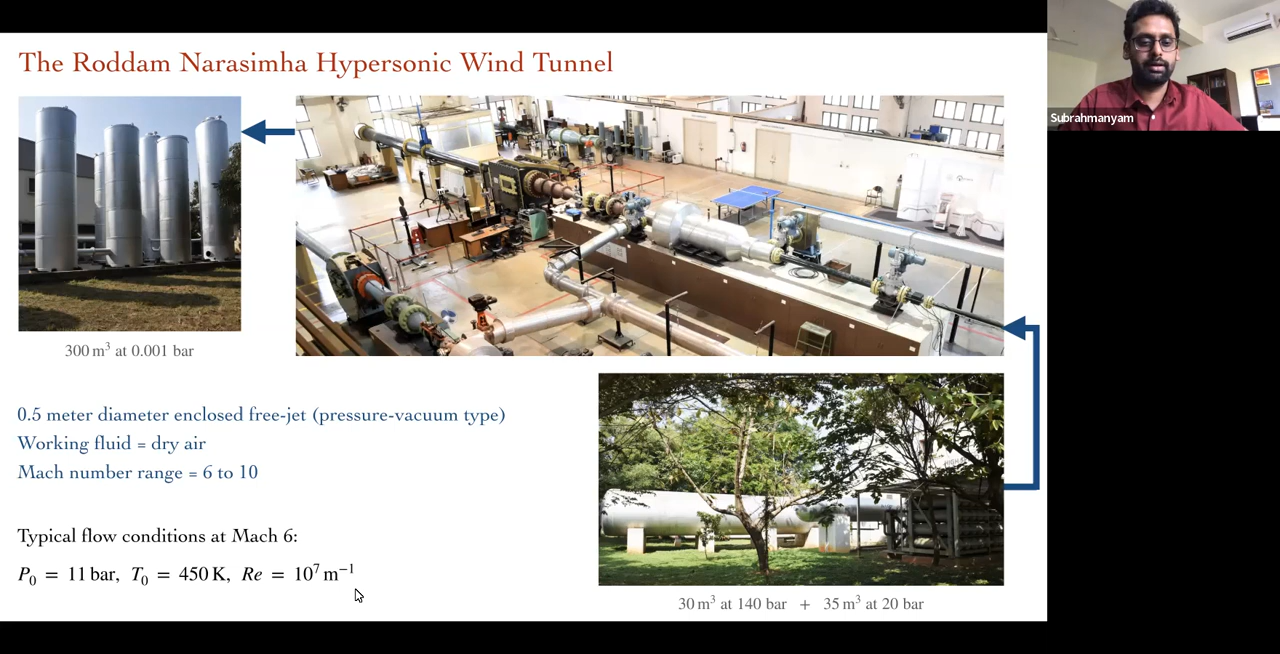 The Roddam Narasimha Hypersonic Wind Tunnel
Subrahmanyam
300 m³ at 0.001 bar
0.5 meter diameter enclosed free-jet (pressure-vacuum type)
Working fluid = dry air
Mach number range = 6 to 10
Typical flow conditions at Mach 6:
P₀ = 11 bar, T₀ = 450 K, Re = 10⁷ m⁻¹
30 m³ at 140 bar + 35 m³ at 20 bar